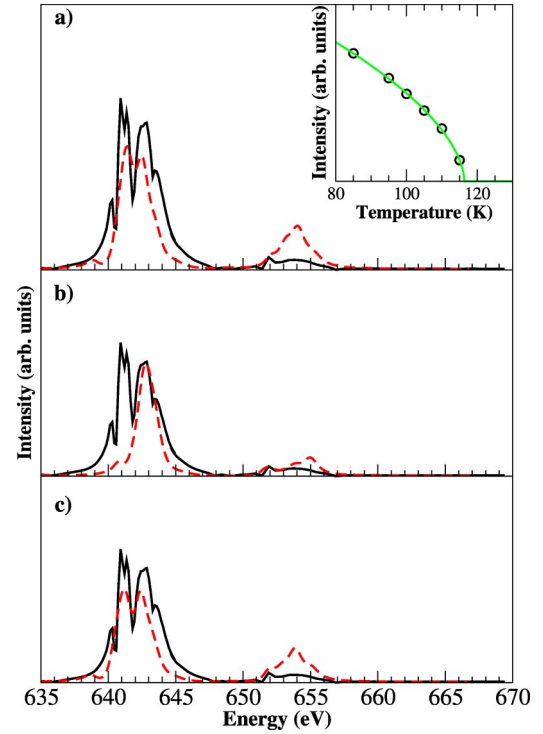 a)
Intensity (arb. units)
80 100 120
Temperature (K)
b)
Intensity (arb. units)
c)
635 640 645 650 655 660 665 670
Energy (eV)